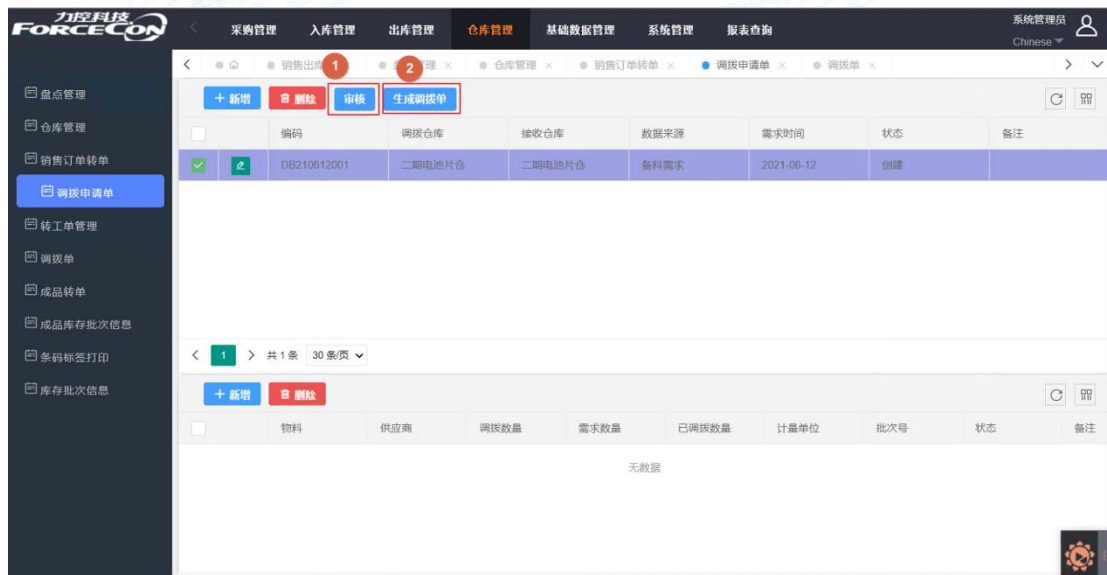 力控科技
FORCECON
采购管理 入库管理 出库管理 仓库管理 基础数据管理 系统管理 报表查询
系统管理员
Chinese
销售出库 1 2 管理 × 仓库管理 × 销售订单转单 × 调拨申请单 × 调拨单 ×
+ 新增 删除 审核 生成调拨单
编码 调拨仓库 接收仓库 数据来源 需求时间 状态 备注
DB210612001 二期电池片仓 二期电池片仓 备料需求 2021-06-12 创建
盘点管理
仓库管理
销售订单转单
调拨申请单
转工单管理
调拨单
成品转单
成品库存批次信息
条码标签打印
库存批次信息
1 共 1 条 30 条/页
+ 新增 删除
物料 供应商 调拨数量 需求数量 已调拨数量 计量单位 批次号 状态 备注
无数据